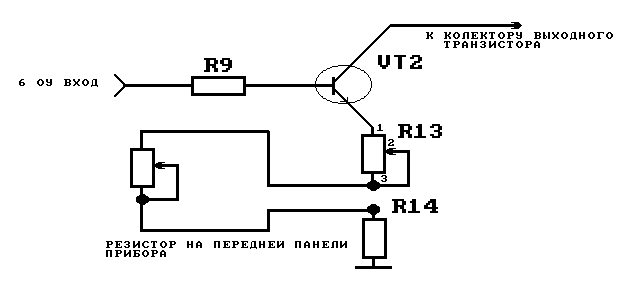 К КОЛЕКТОРУ ВЫХОДНОГО
ТРАНЗИСТОРА
R9
VT2
6 ОУ ВХОД
1
R13
2
3
R14
РЕЗИСТОР НА ПЕРЕДНЕЙ ПАНЕЛИ
ПРИБОРА